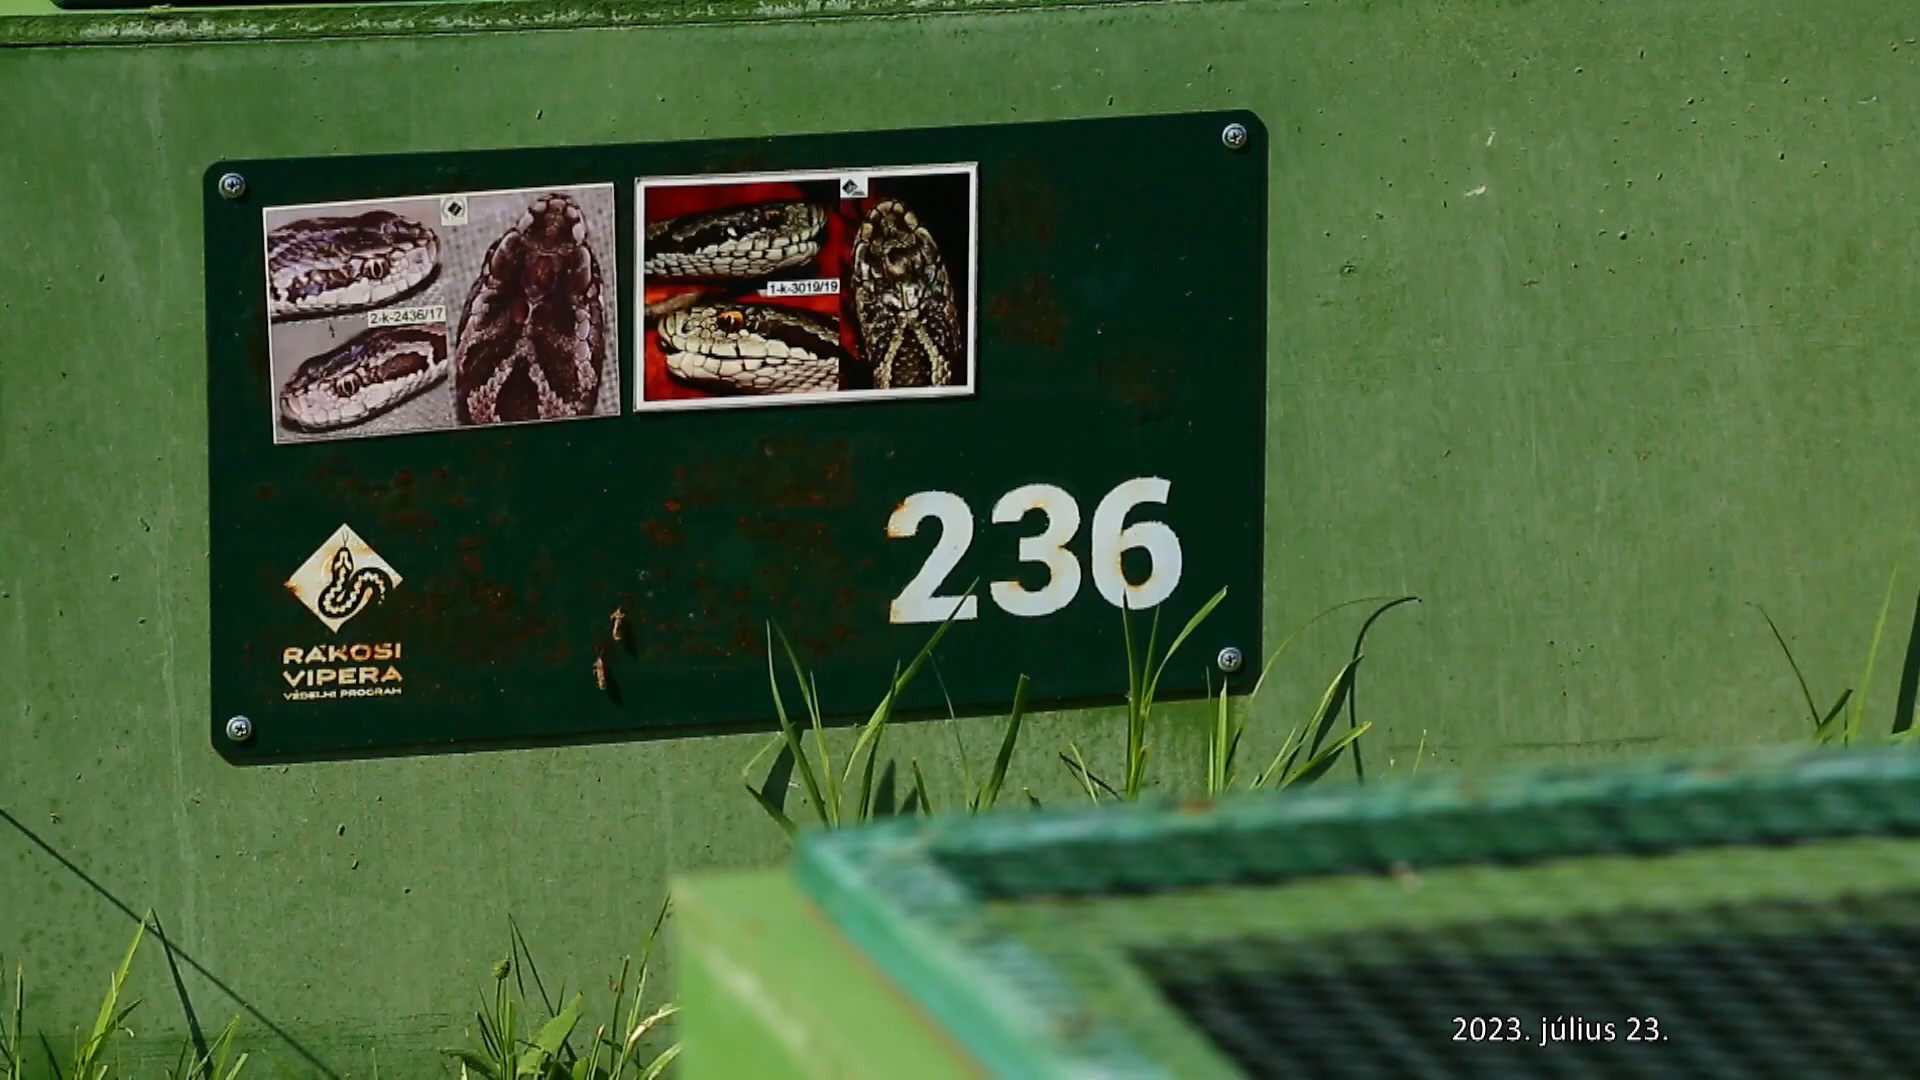 2-k-2436/17
1-k-3019/19
236
RÁKOSI
VIPERA
VÉDELMI PROGRAM
2023. július 23.